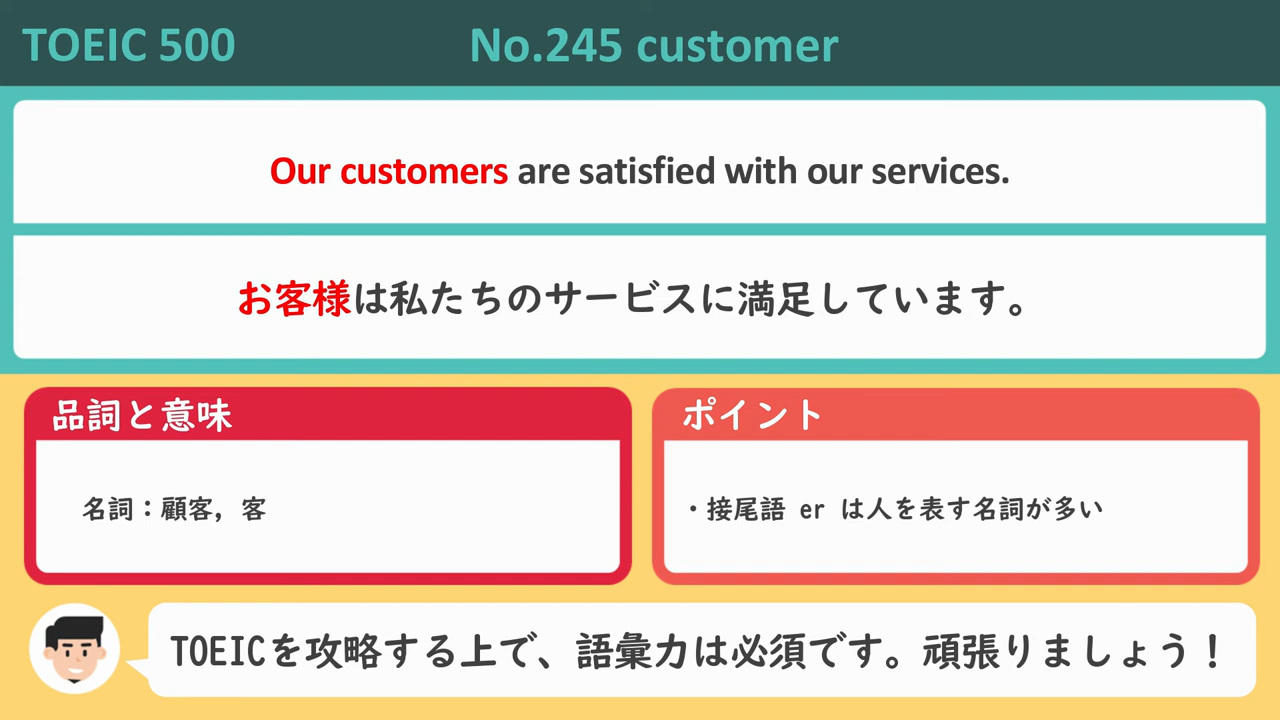 TOEIC 500
No.245 customer
Our customers are satisfied with our services.
お客様は私たちのサービスに満足しています。
品詞と意味
名詞：顧客，客
ポイント
・接尾語 er は人を表す名詞が多い
TOEICを攻略する上で、語彙力は必須です。頑張りましょう！